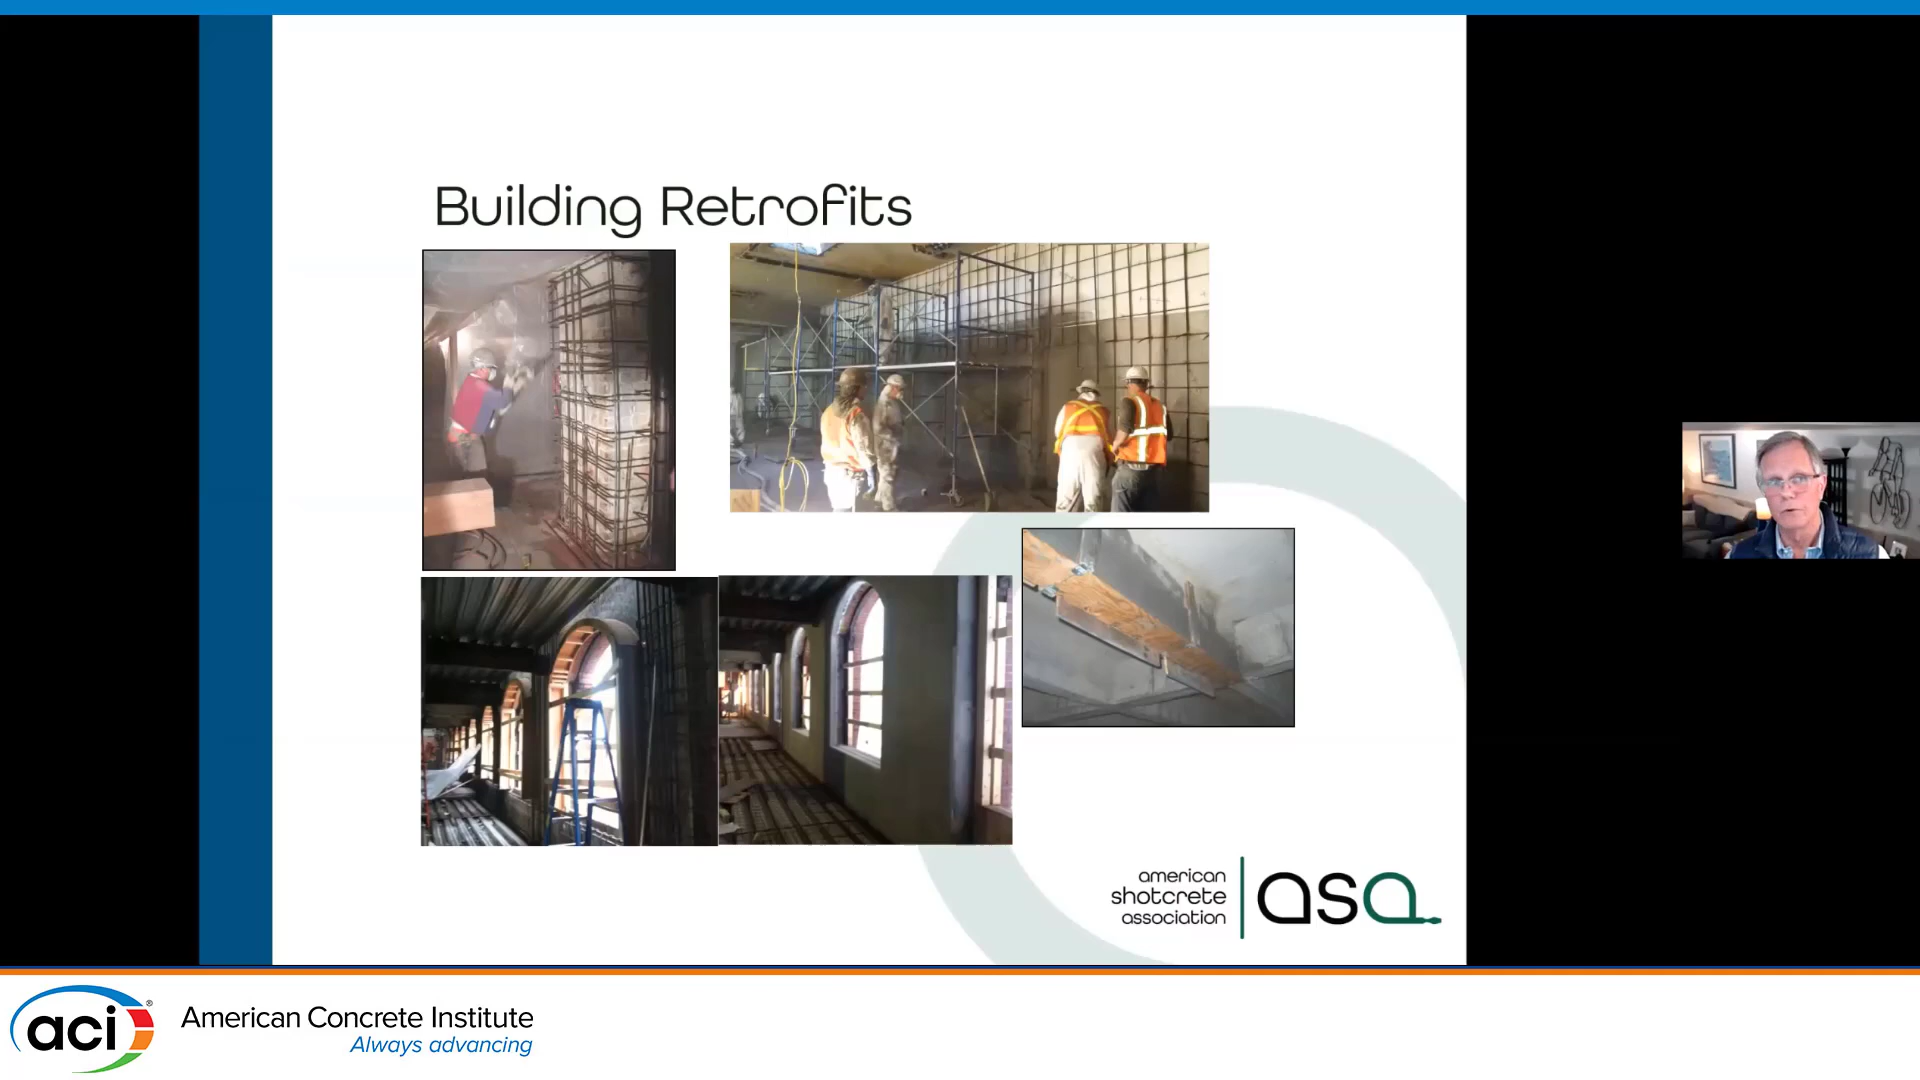 Building Retrofits
american
shotcrete
association
asa
aci®
American Concrete Institute
Always advancing